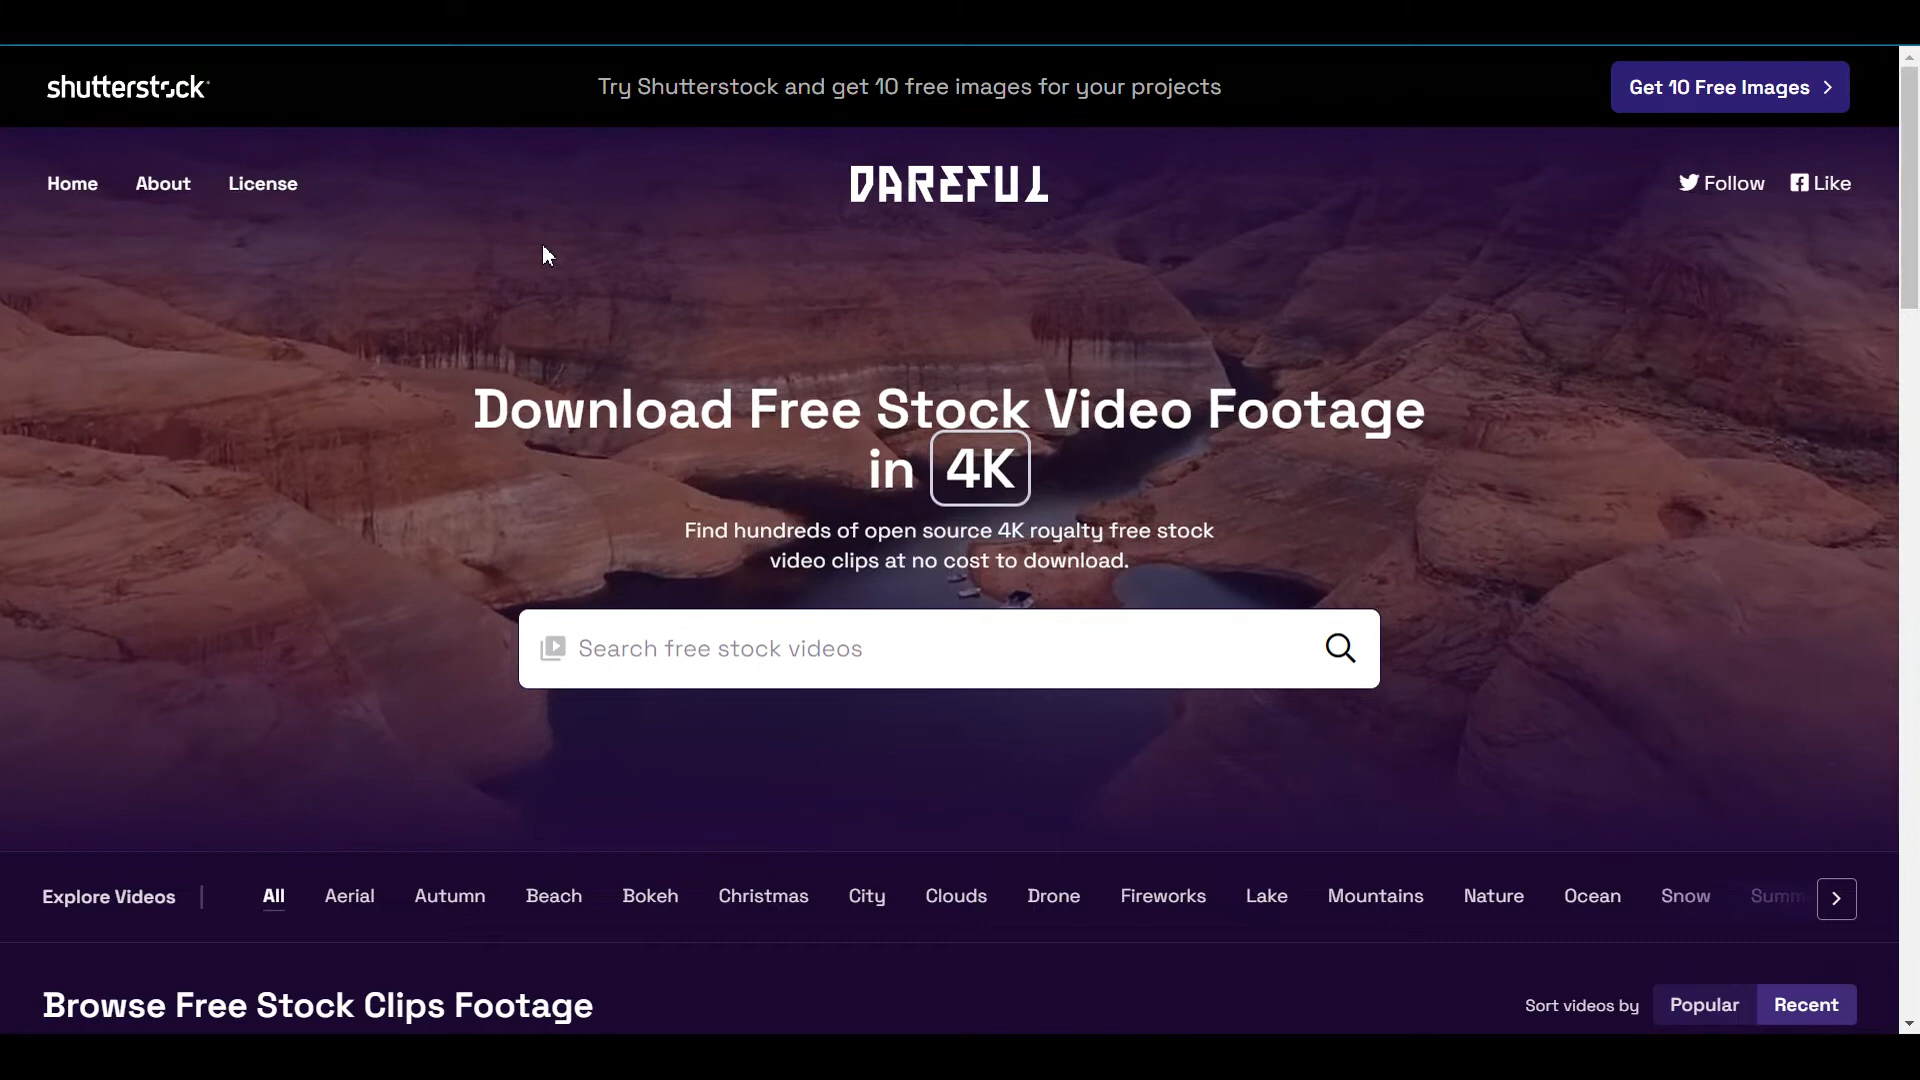 shutterstock
Try Shutterstock and get 10 free images for your projects
Get 10 Free Images
Home About License
DAREFUL
Follow Like
Download Free Stock Video Footage
in 4K
Find hundreds of open source 4K royalty free stock
video clips at no cost to download.
Search free stock videos
Explore Videos All Aerial Autumn Beach Bokeh Christmas City Clouds Drone Fireworks Lake Mountains Nature Ocean Snow Summ
Browse Free Stock Clips Footage
Sort videos by Popular Recent